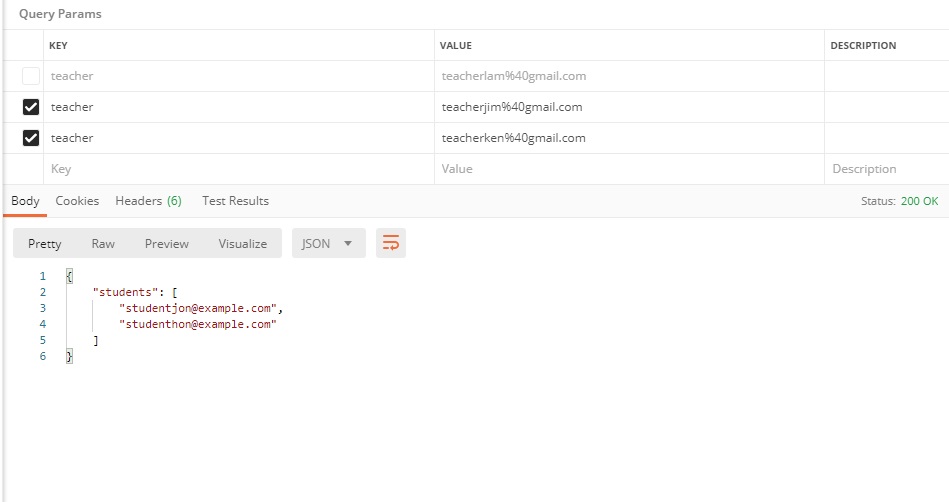 Query Params
KEY VALUE DESCRIPTION
teacher teacherlam%40gmail.com
teacher teacherjim%40gmail.com
teacher teacherken%40gmail.com
Key Value Description
Body Cookies Headers (6) Test Results Status: 200 OK
Pretty Raw Preview Visualize JSON
1 {
2 "students": [
3 "studentjon@example.com",
4 "studenthon@example.com"
5 ]
6 }